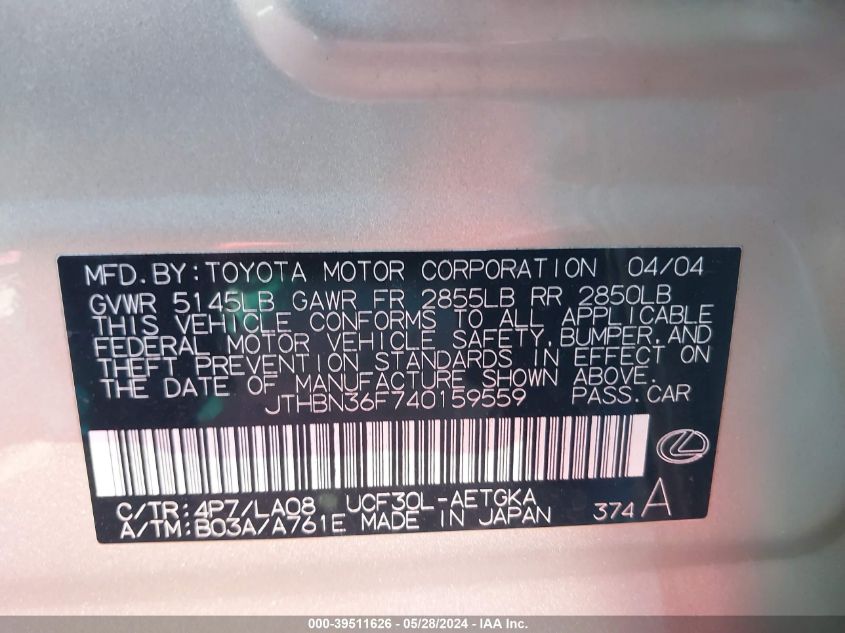 MFD.BY:TOYOTA MOTOR CORPORATION 04/04
GVWR 5145LB GAWR FR 2855LB RR 2850LB
THIS VEHICLE CONFORMS TO ALL APPLICABLE
FEDERAL MOTOR VEHICLE SAFETY,BUMPER,AND
THEFT PREVENTION STANDARDS IN EFFECT ON
THE DATE OF MANUFACTURE SHOWN ABOVE.
JTHBN36F740159559 PASS.CAR
C/TR:4P7/LA08 UCF30L-AETGKA
A/TM:B03A/A761E MADE IN JAPAN 374 A
000-39511626 - 05/28/2024 - IAA Inc.